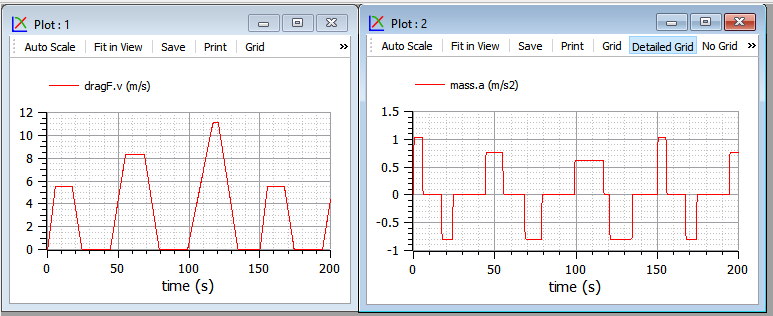 Plot : 1
Auto Scale Fit in View Save Print Grid »
dragF.v (m/s)
12
10
8
6
4
2
0
0 50 100 150 200
time (s)
Plot : 2
Auto Scale Fit in View Save Print Grid Detailed Grid No Grid »
mass.a (m/s2)
1.5
1
0.5
0
-0.5
-1
0 50 100 150 200
time (s)